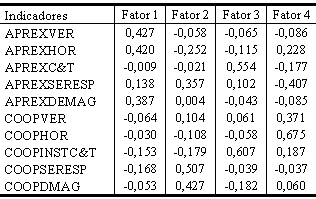 Indicadores Fator 1 Fator 2 Fator 3 Fator 4
APREXVER 0,427 -0,058 -0,065 -0,086
APREXHOR 0,420 -0,252 -0,115 0,228
APREXC&T -0,009 -0,021 0,554 -0,177
APREXSERESP 0,138 0,357 0,102 -0,407
APREXDEMAG 0,387 0,004 -0,043 -0,085
COOPVER -0,064 0,104 0,061 0,371
COOPHOR -0,030 -0,108 -0,058 0,675
COOPINSTC&T -0,153 -0,179 0,607 0,187
COOPSERESP -0,168 0,507 -0,039 -0,037
COOPDMAG -0,053 0,427 -0,182 0,060